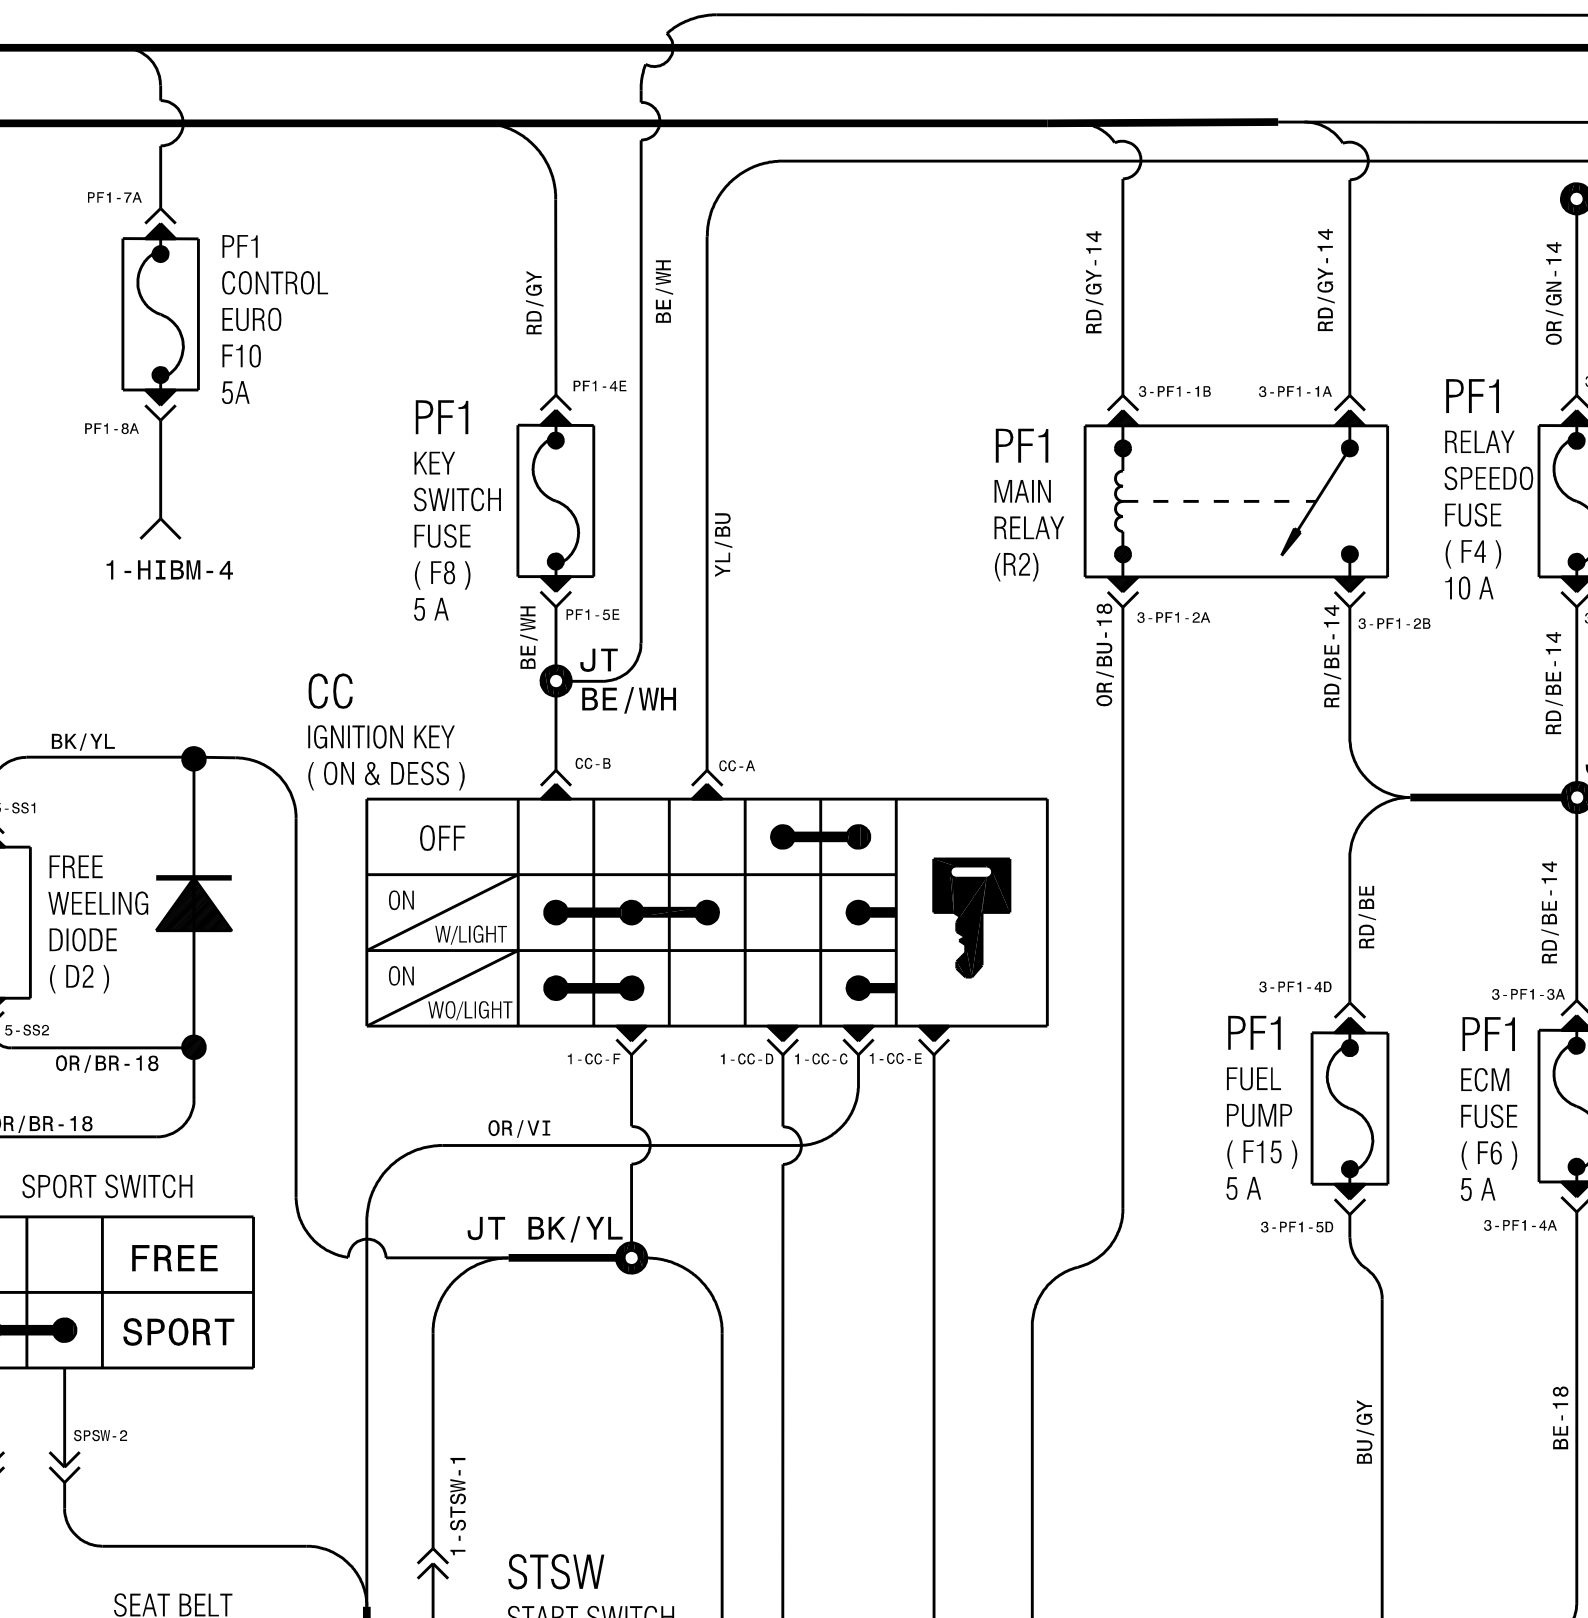 PF1-7A
PF1
CONTROL
EURO
F10
5A
PF1-8A
1-HIBM-4
RD/GY
BE/WH
PF1-4E
PF1
KEY
SWITCH
FUSE
( F8 )
5 A
PF1-5E
BE/WH
JT
BE/WH
YL/BU
RD/GY-14
RD/GY-14
OR/GN-14
3-PF1-1B
3-PF1-1A
PF1
MAIN
RELAY
(R2)
3-PF1-2A
3-PF1-2B
OR/BU-18
RD/BE-14
PF1
RELAY
SPEEDO
FUSE
( F4 )
10 A
RD/BE-14
CC
IGNITION KEY
( ON & DESS )
CC-B
CC-A
OFF
ON
W/LIGHT
ON
WO/LIGHT
1-CC-F
1-CC-D
1-CC-C
1-CC-E
BK/YL
5-SS1
FREE
WEELING
DIODE
( D2 )
5-SS2
OR/BR-18
OR/BR-18
OR/VI
JT BK/YL
SPORT SWITCH
FREE
SPORT
SPSW-2
SEAT BELT
1-STSW-1
STSW
START SWITCH
RD/BE
RD/BE-14
3-PF1-4D
PF1
FUEL
PUMP
( F15 )
5 A
3-PF1-5D
BU/GY
3-PF1-3A
PF1
ECM
FUSE
( F6 )
5 A
3-PF1-4A
BE-18